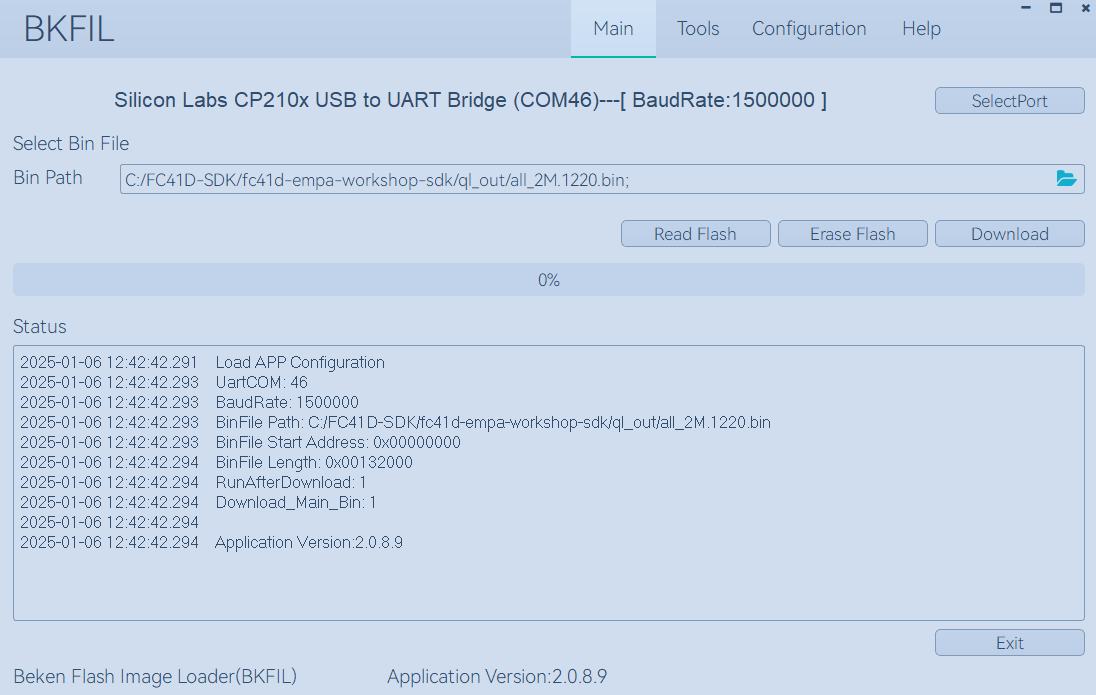 BKFIL
Main Tools Configuration Help
Silicon Labs CP210x USB to UART Bridge (COM46)---[ BaudRate:1500000 ]
SelectPort
Select Bin File
Bin Path C:/FC41D-SDK/fc41d-empa-workshop-sdk/ql_out/all_2M.1220.bin;
Read Flash Erase Flash Download
0%
Status
2025-01-06 12:42:42.291 Load APP Configuration
2025-01-06 12:42:42.293 UartCOM: 46
2025-01-06 12:42:42.293 BaudRate: 1500000
2025-01-06 12:42:42.293 BinFile Path: C:/FC41D-SDK/fc41d-empa-workshop-sdk/ql_out/all_2M.1220.bin
2025-01-06 12:42:42.293 BinFile Start Address: 0x00000000
2025-01-06 12:42:42.294 BinFile Length: 0x00132000
2025-01-06 12:42:42.294 RunAfterDownload: 1
2025-01-06 12:42:42.294 Download_Main_Bin: 1
2025-01-06 12:42:42.294
2025-01-06 12:42:42.294 Application Version:2.0.8.9
Exit
Beken Flash Image Loader(BKFIL) Application Version:2.0.8.9